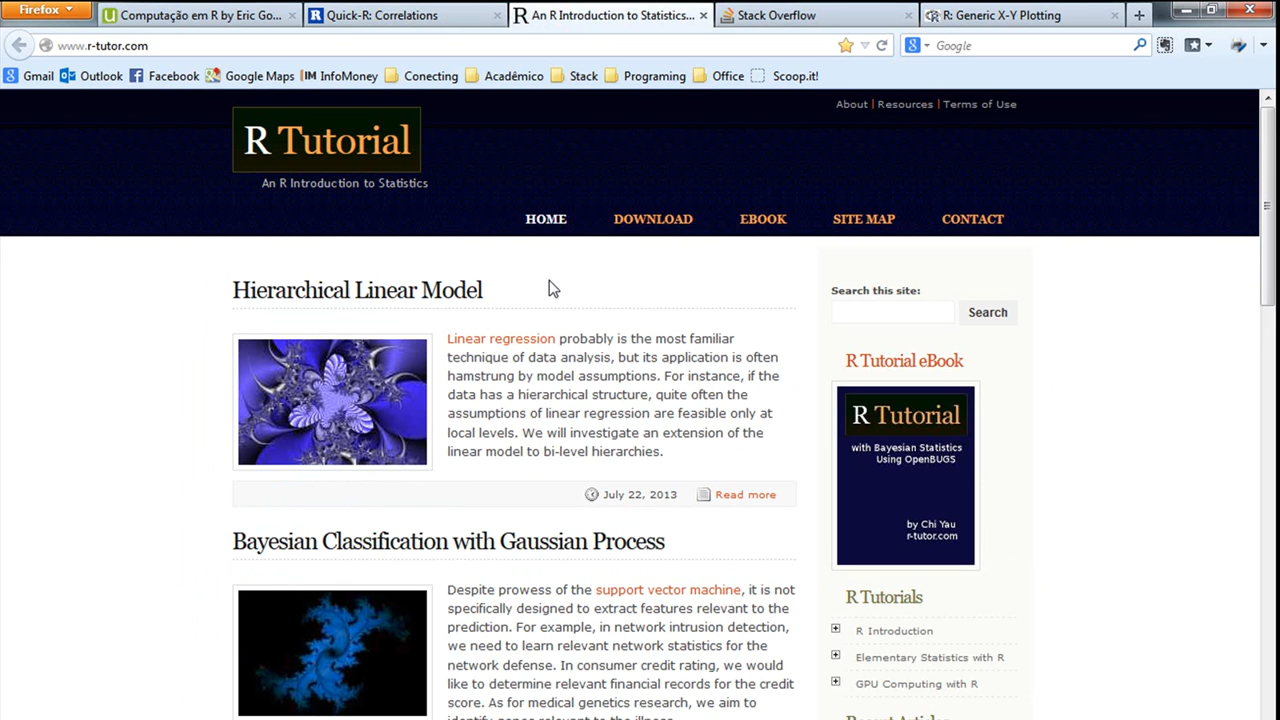 Firefox
Computação em R by Eric Go...
Quick-R: Correlations
An R Introduction to Statistics...
Stack Overflow
R: Generic X-Y Plotting
www.r-tutor.com
Google
Gmail
Outlook
Facebook
Google Maps
InfoMoney
Conecting
Acadêmico
Stack
Programing
Office
Scoop.it!
About | Resources | Terms of Use
R Tutorial
An R Introduction to Statistics
HOME
DOWNLOAD
EBOOK
SITE MAP
CONTACT
Hierarchical Linear Model
Linear regression probably is the most familiar
technique of data analysis, but its application is often
hamstrung by model assumptions. For instance, if the
data has a hierarchical structure, quite often the
assumptions of linear regression are feasible only at
local levels. We will investigate an extension of the
linear model to bi-level hierarchies.
July 22, 2013
Read more
Bayesian Classification with Gaussian Process
Despite prowess of the support vector machine, it is not
specifically designed to extract features relevant to the
prediction. For example, in network intrusion detection,
we need to learn relevant network statistics for the
network defense. In consumer credit rating, we would
like to determine relevant financial records for the credit
score. As for medical genetics research, we aim to
Search this site:
Search
R Tutorial eBook
R Tutorial
with Bayesian Statistics
Using OpenBUGS
by Chi Yau
r-tutor.com
R Tutorials
R Introduction
Elementary Statistics with R
GPU Computing with R